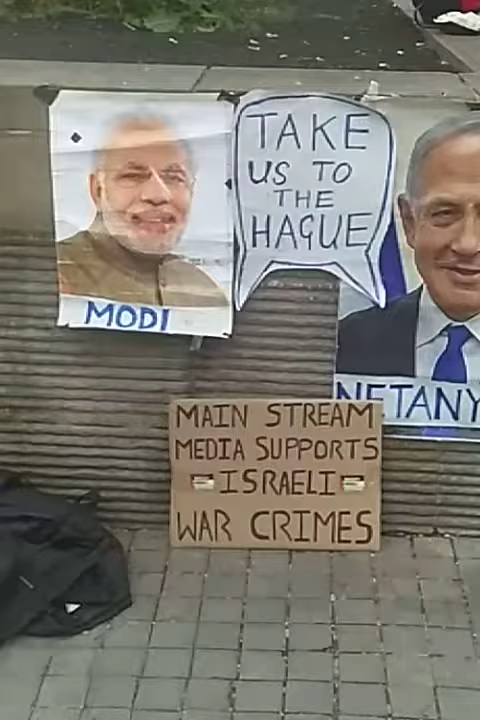 MODI
TAKE
US TO
THE
HAGUE
NETANY
MAIN STREAM
MEDIA SUPPORTS
ISRAELI
WAR CRIMES